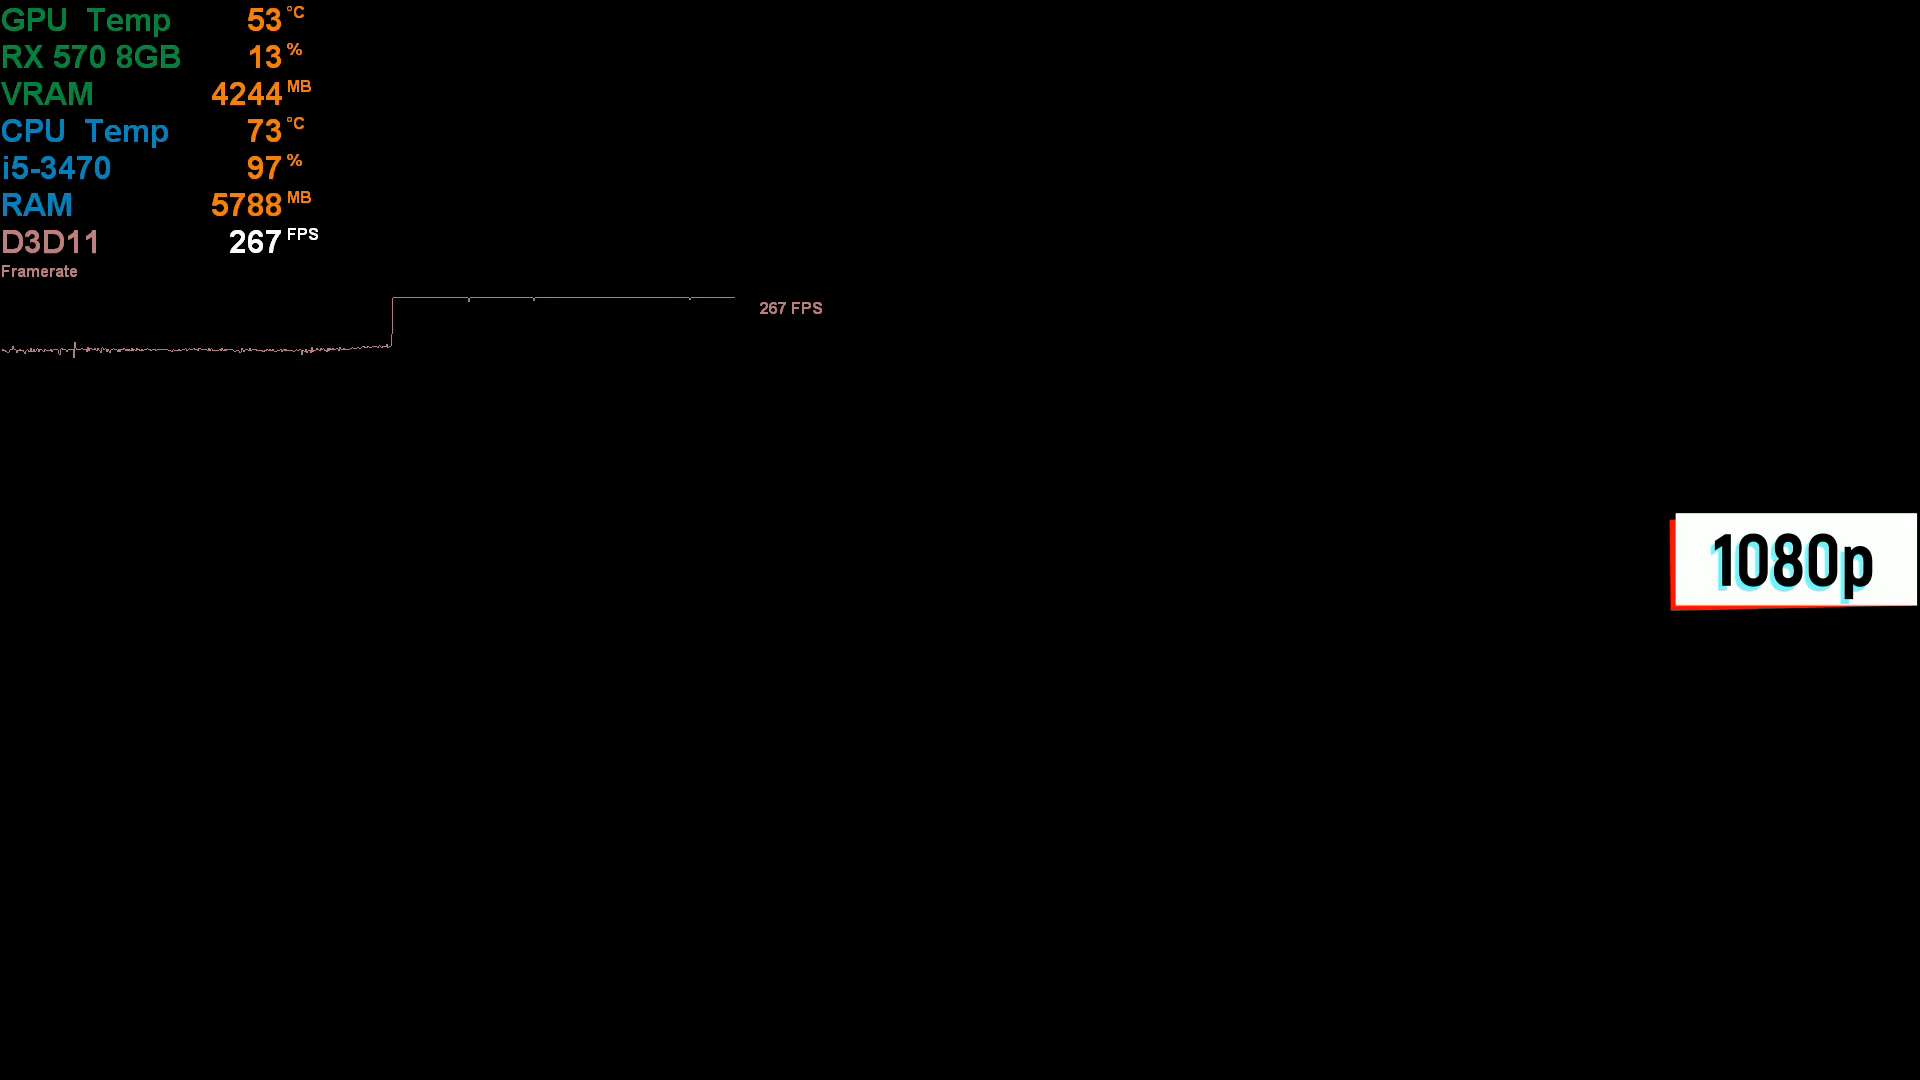 GPU Temp 53 °C
RX 570 8GB 13 %
VRAM 4244 MB
CPU Temp 73 °C
i5-3470 97 %
RAM 5788 MB
D3D11 267 FPS
Framerate
267 FPS
1080p